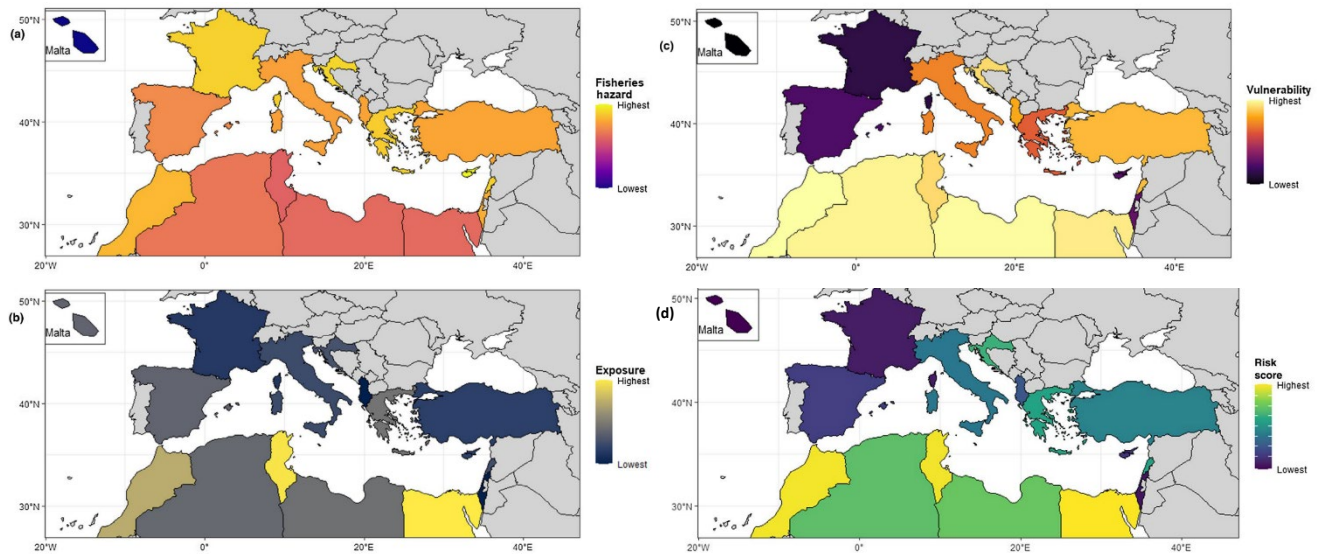 (a)
50°N
40°N
30°N
Malta
20°W
0°
20°E
40°E
Fisheries
hazard
Highest
Lowest
(c)
50°N
40°N
30°N
Malta
20°W
0°
20°E
40°E
Vulnerability
Highest
Lowest
(b)
50°N
40°N
30°N
Malta
20°W
0°
20°E
40°E
Exposure
Highest
Lowest
(d)
50°N
40°N
30°N
Malta
20°W
0°
20°E
40°E
Risk
score
Highest
Lowest